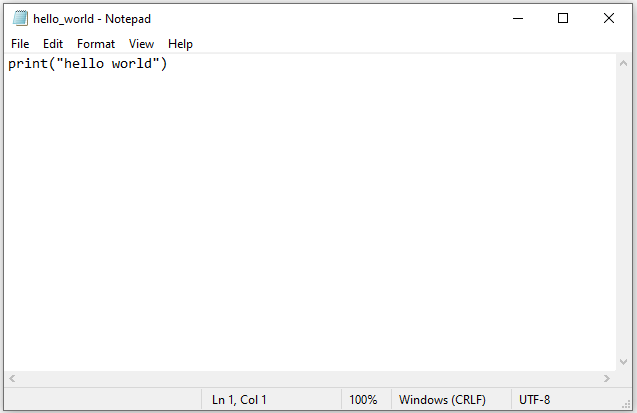 hello_world - Notepad
File Edit Format View Help
print("hello world")
Ln 1, Col 1 100% Windows (CRLF) UTF-8